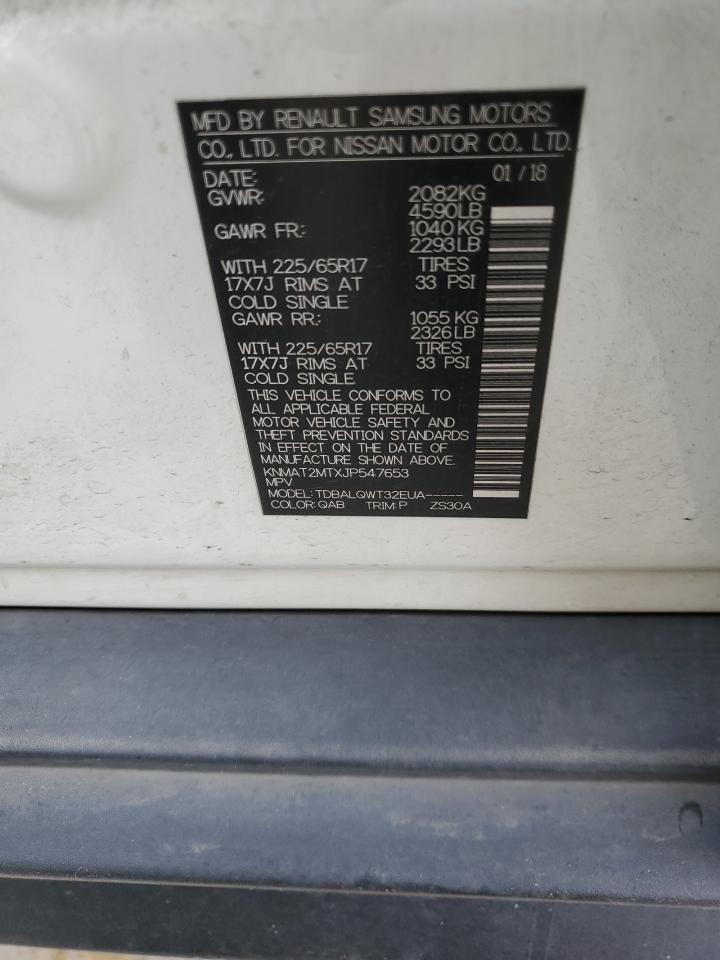 MFD BY RENAULT SAMSUNG MOTORS
CO., LTD. FOR NISSAN MOTOR CO., LTD.
DATE: 01 / 18
GVWR: 2082KG
4590LB
GAWR FR: 1040 KG
2293LB
WITH 225/65R17 TIRES
17X7J RIMS AT 33 PSI
COLD SINGLE
GAWR RR: 1055 KG
2326LB
WITH 225/65R17 TIRES
17X7J RIMS AT 33 PSI
COLD SINGLE
THIS VEHICLE CONFORMS TO
ALL APPLICABLE FEDERAL
MOTOR VEHICLE SAFETY AND
THEFT PREVENTION STANDARDS
IN EFFECT ON THE DATE OF
MANUFACTURE SHOWN ABOVE.
KNMAT2MTXJP547653
MPV
MODEL: TDBALQWT32EUA-----
COLOR: QAB TRIM: P ZS30A